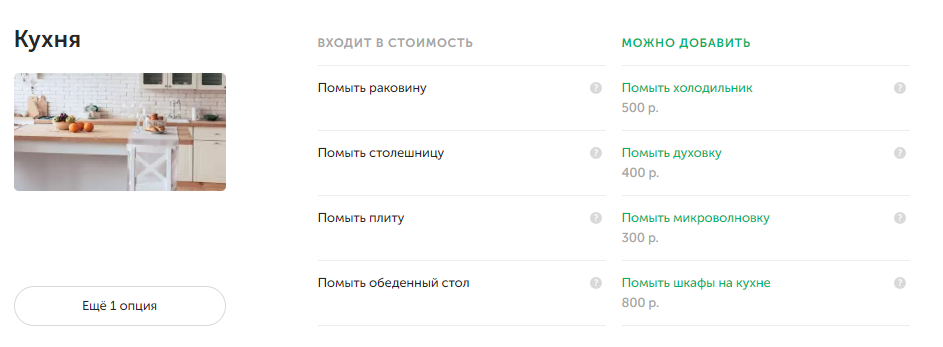 Кухня
ВХОДИТ В СТОИМОСТЬ
МОЖНО ДОБАВИТЬ
Помыть раковину
?
Помыть холодильник
?
500 р.
Помыть столешницу
?
Помыть духовку
?
400 р.
Помыть плиту
?
Помыть микроволновку
?
300 р.
Помыть обеденный стол
?
Помыть шкафы на кухне
?
800 р.
Ещё 1 опция